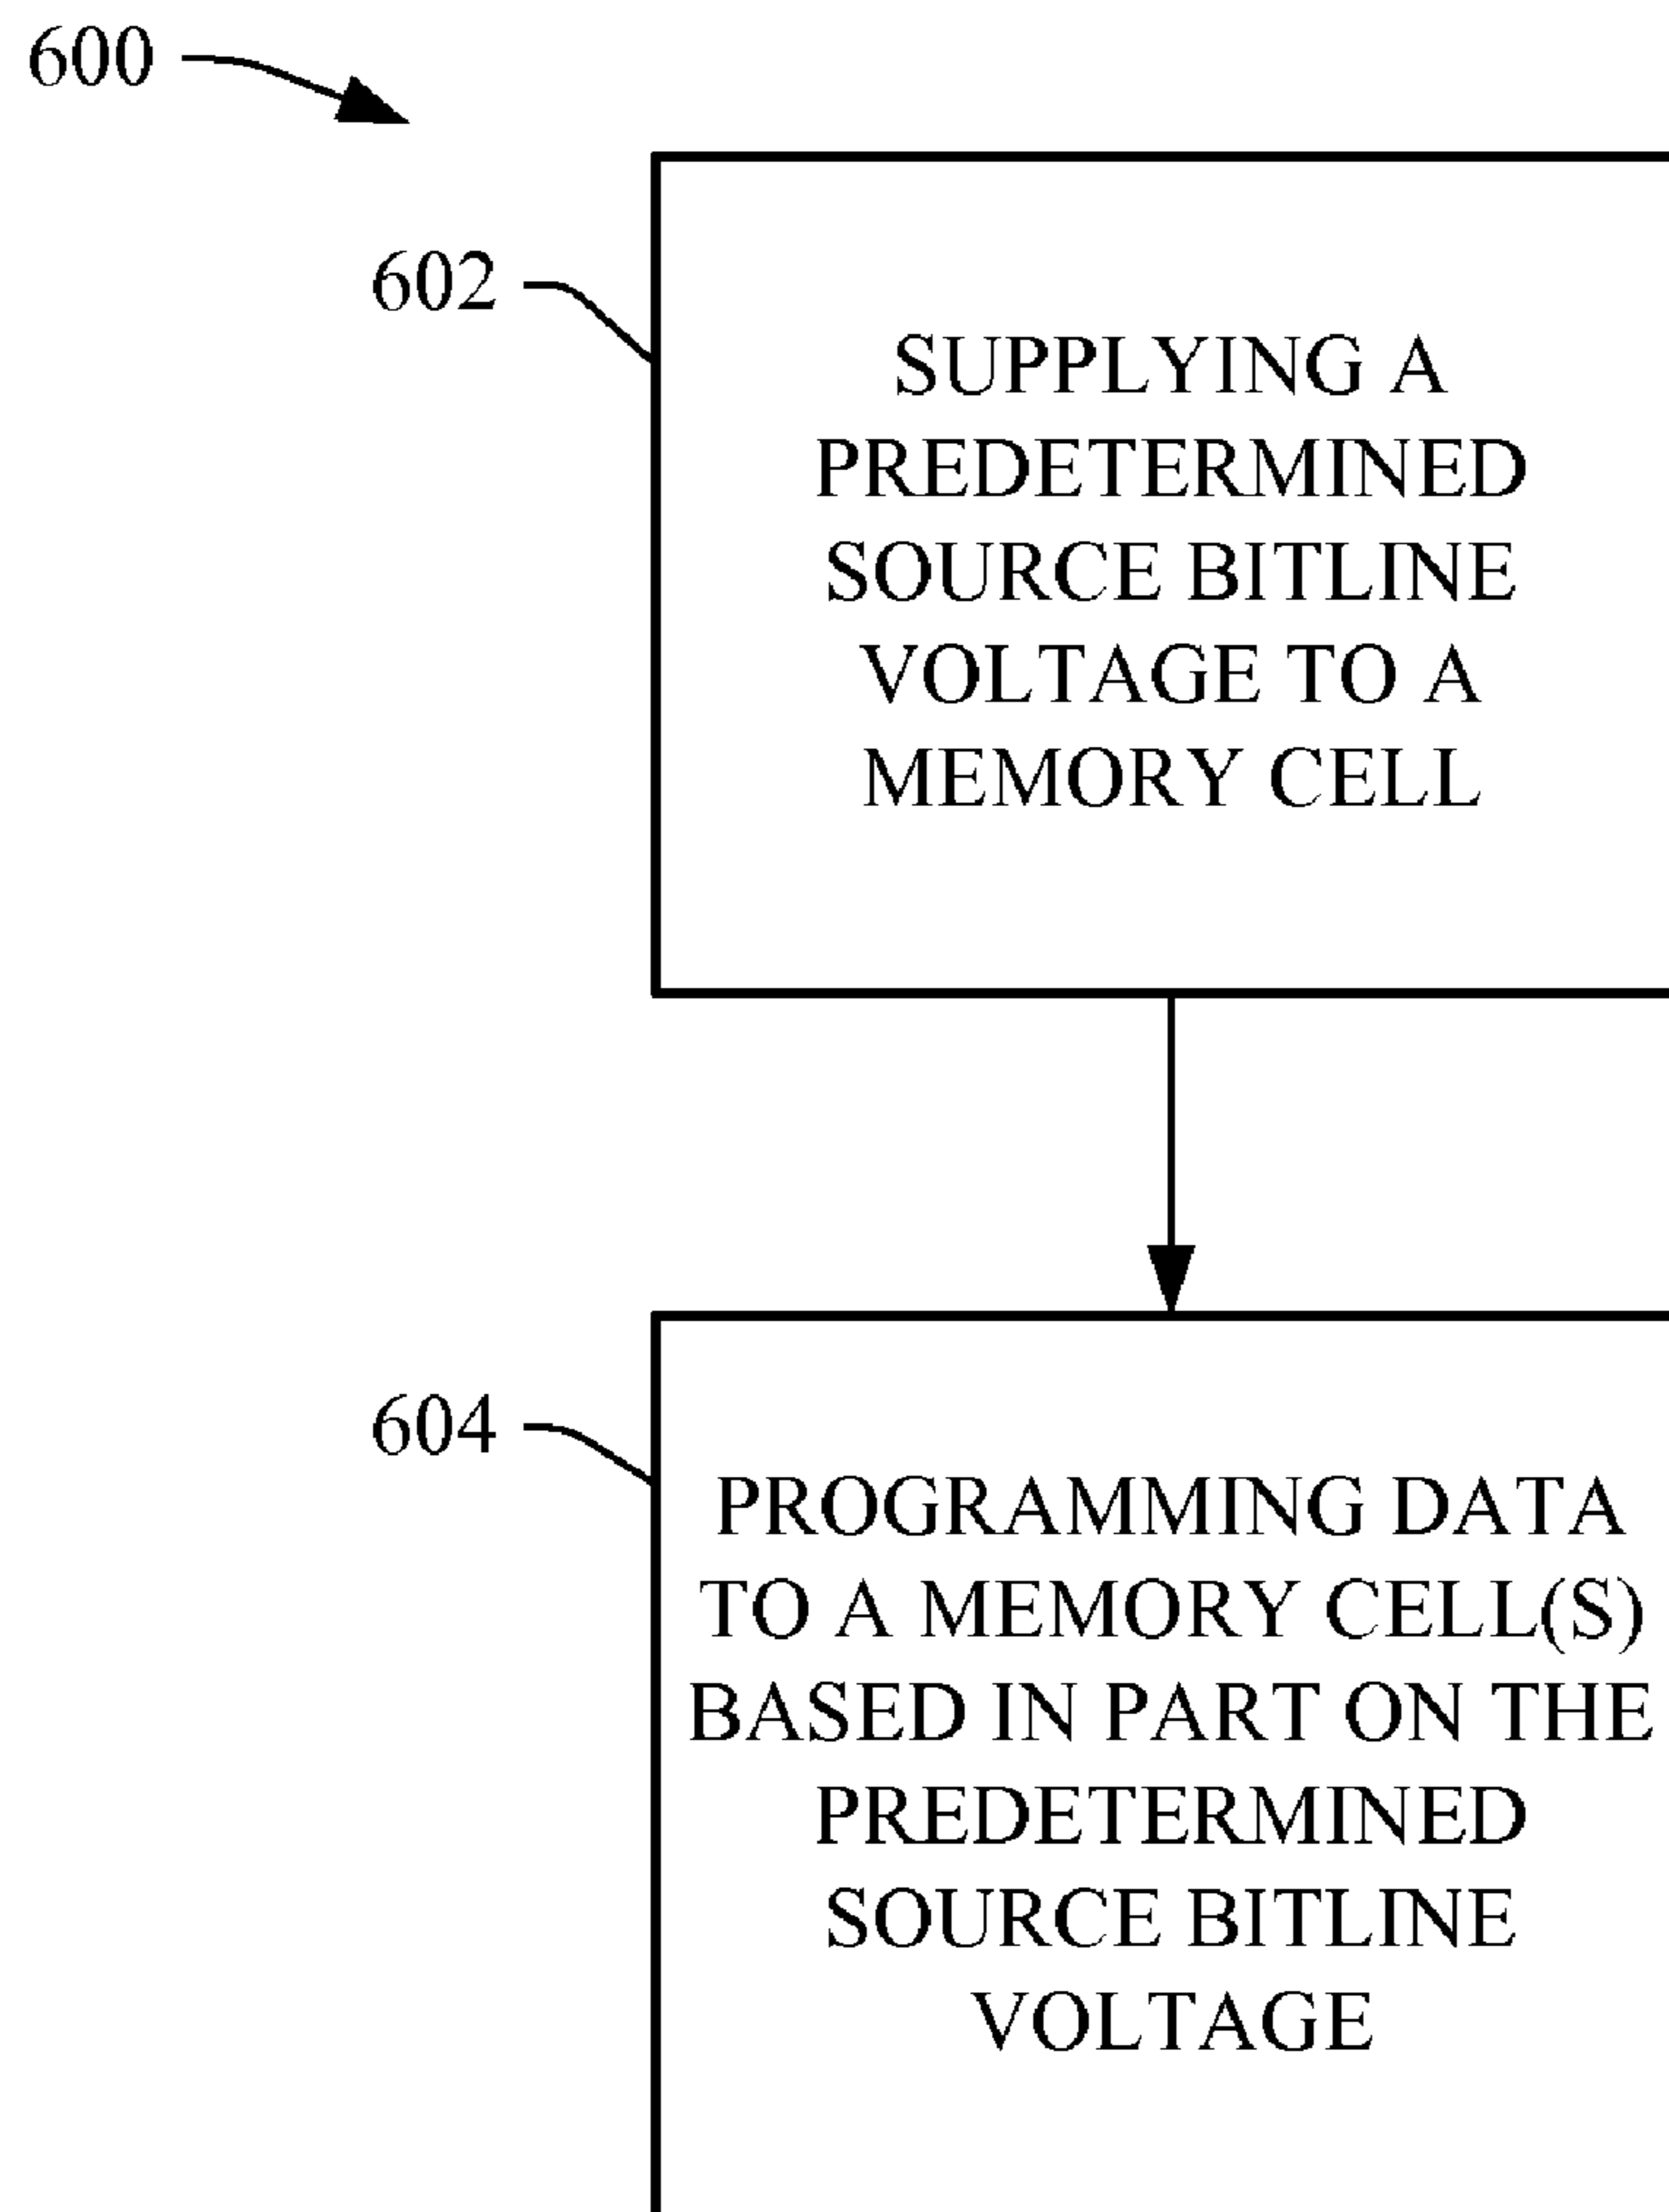 600
602
SUPPLYING A
PREDETERMINED
SOURCE BITLINE
VOLTAGE TO A
MEMORY CELL
604
PROGRAMMING DATA
TO A MEMORY CELL(S)
BASED IN PART ON THE
PREDETERMINED
SOURCE BITLINE
VOLTAGE